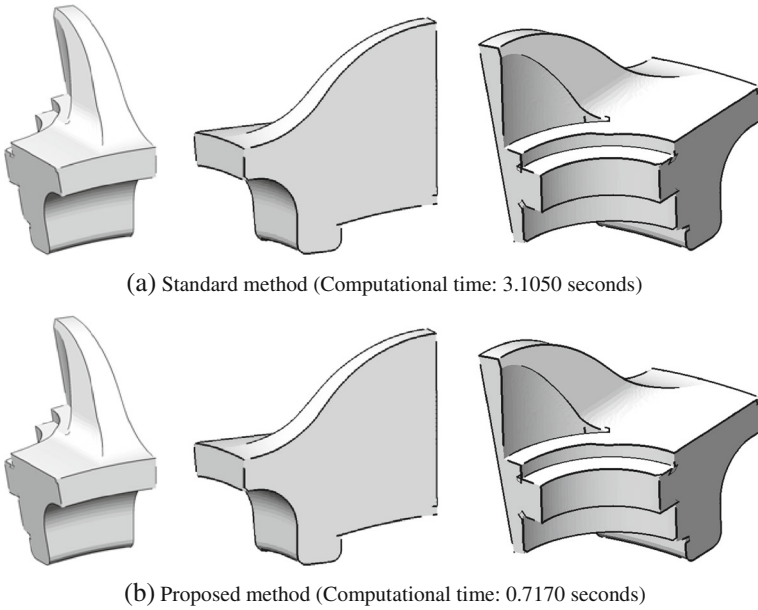 (a) Standard method (Computational time: 3.1050 seconds)
(b) Proposed method (Computational time: 0.7170 seconds)